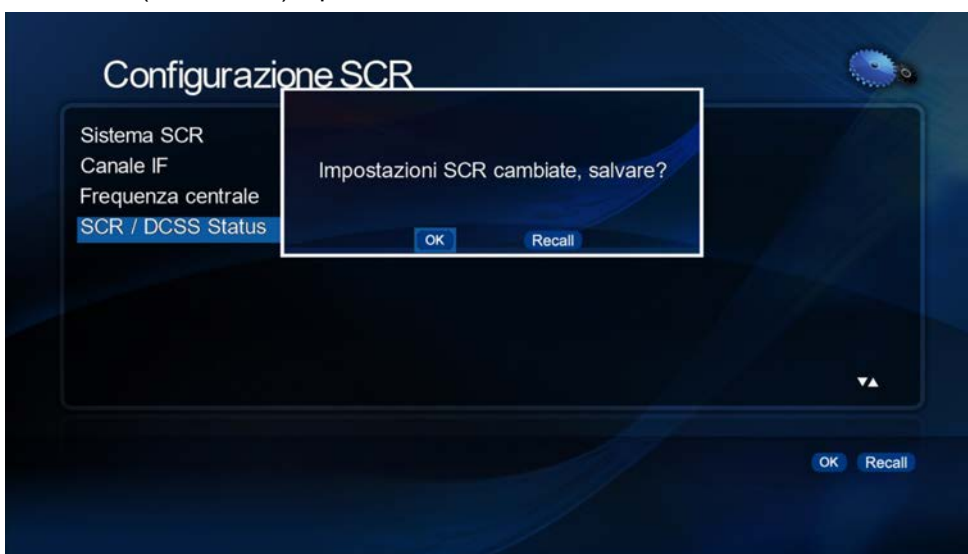 Configurazione SCR
Sistema SCR
Canale IF
Frequenza centrale
SCR / DCSS Status
Impostazioni SCR cambiate, salvare?
OK Recall
OK Recall